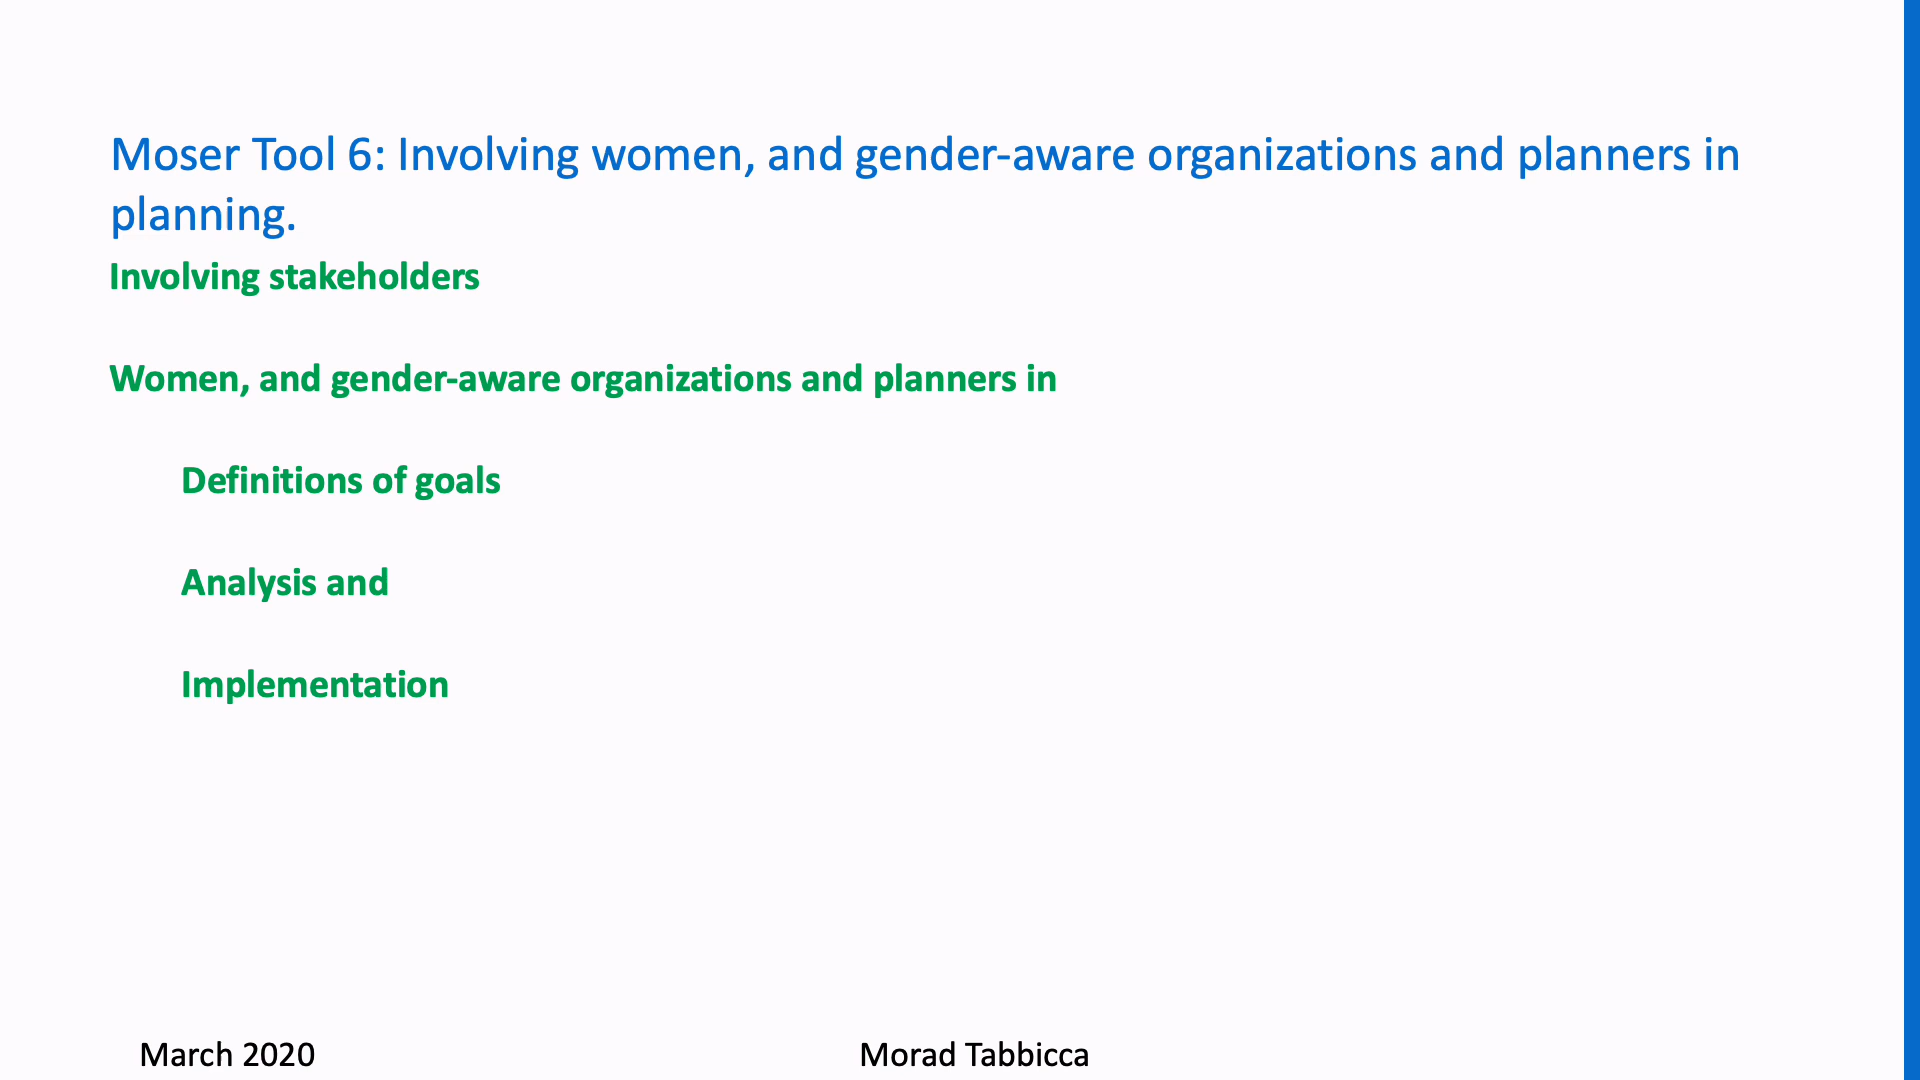 Moser Tool 6: Involving women, and gender-aware organizations and planners in
planning.
Involving stakeholders
Women, and gender-aware organizations and planners in
Definitions of goals
Analysis and
Implementation
March 2020
Morad Tabbicca